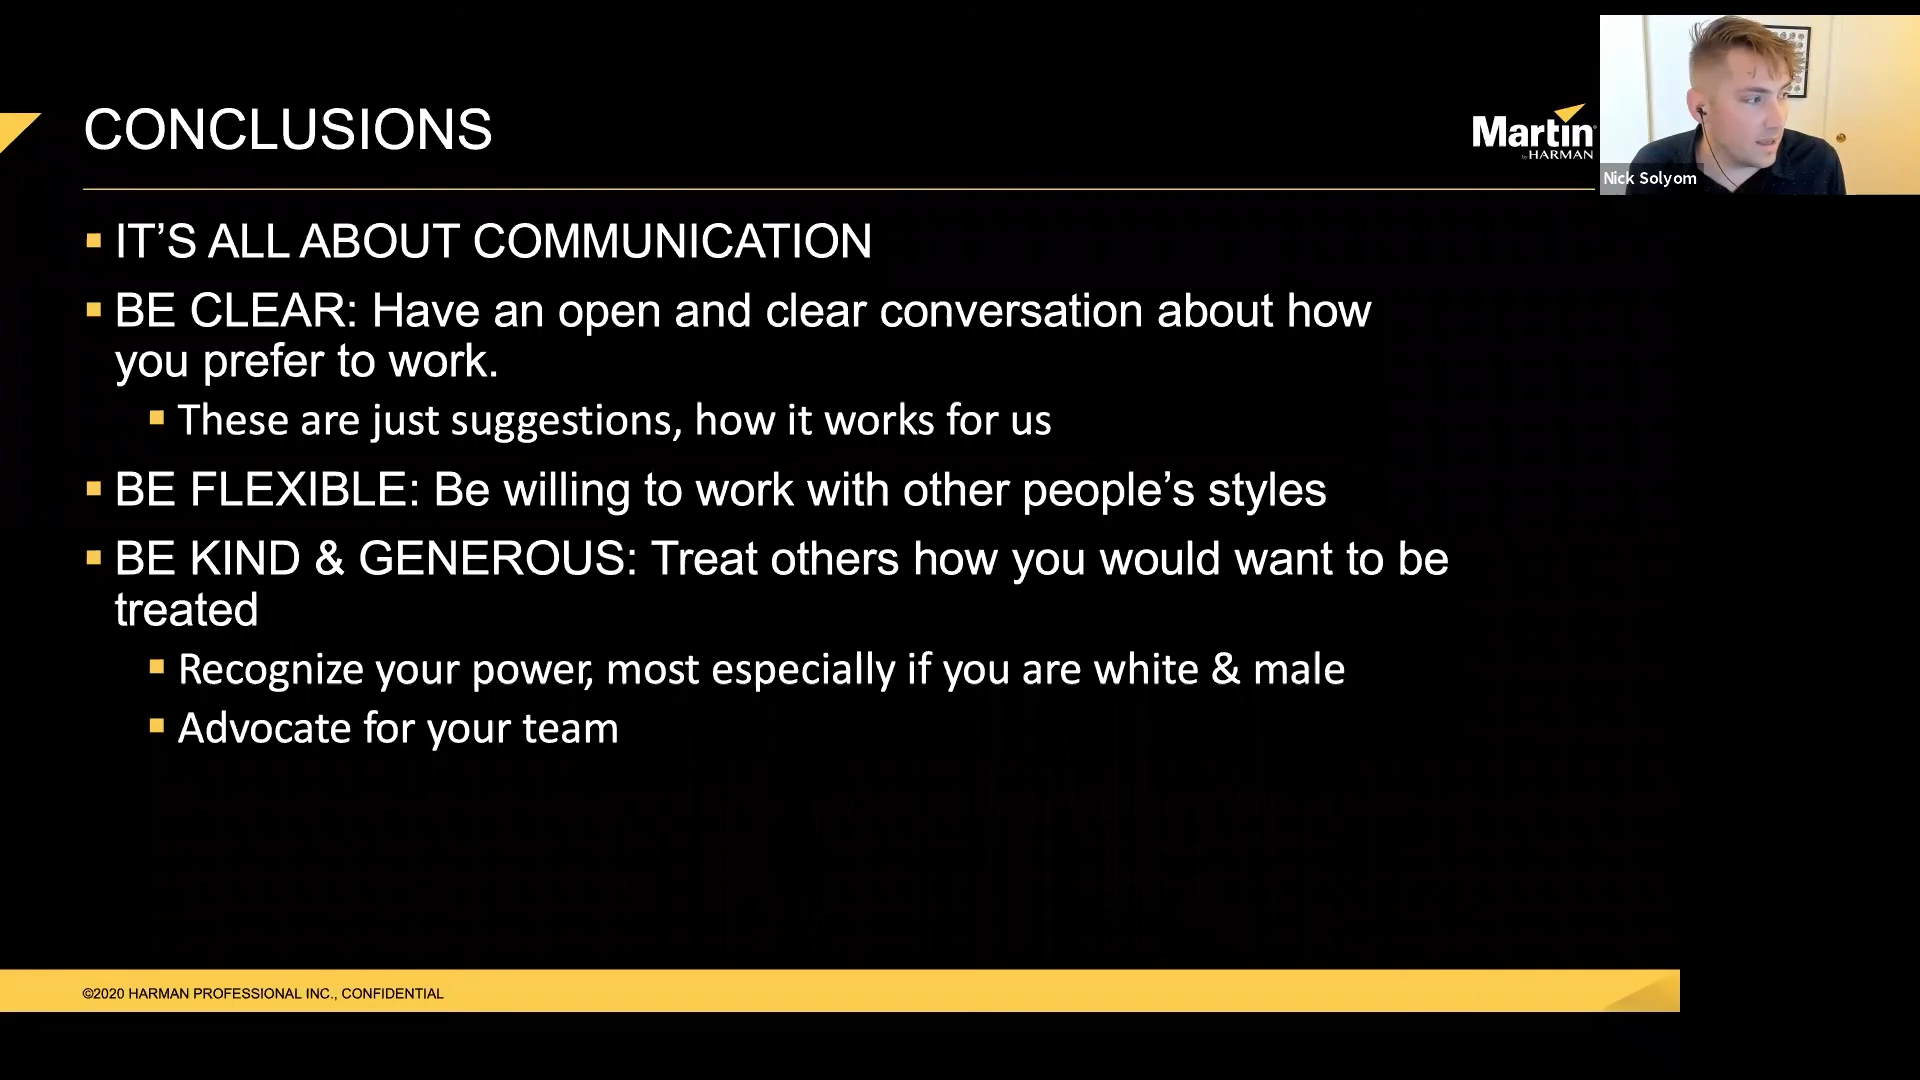 CONCLUSIONS
Martin
by HARMAN
Nick Solyom
IT’S ALL ABOUT COMMUNICATION
BE CLEAR: Have an open and clear conversation about how
you prefer to work.
These are just suggestions, how it works for us
BE FLEXIBLE: Be willing to work with other people’s styles
BE KIND & GENEROUS: Treat others how you would want to be
treated
Recognize your power, most especially if you are white & male
Advocate for your team
©2020 HARMAN PROFESSIONAL INC., CONFIDENTIAL